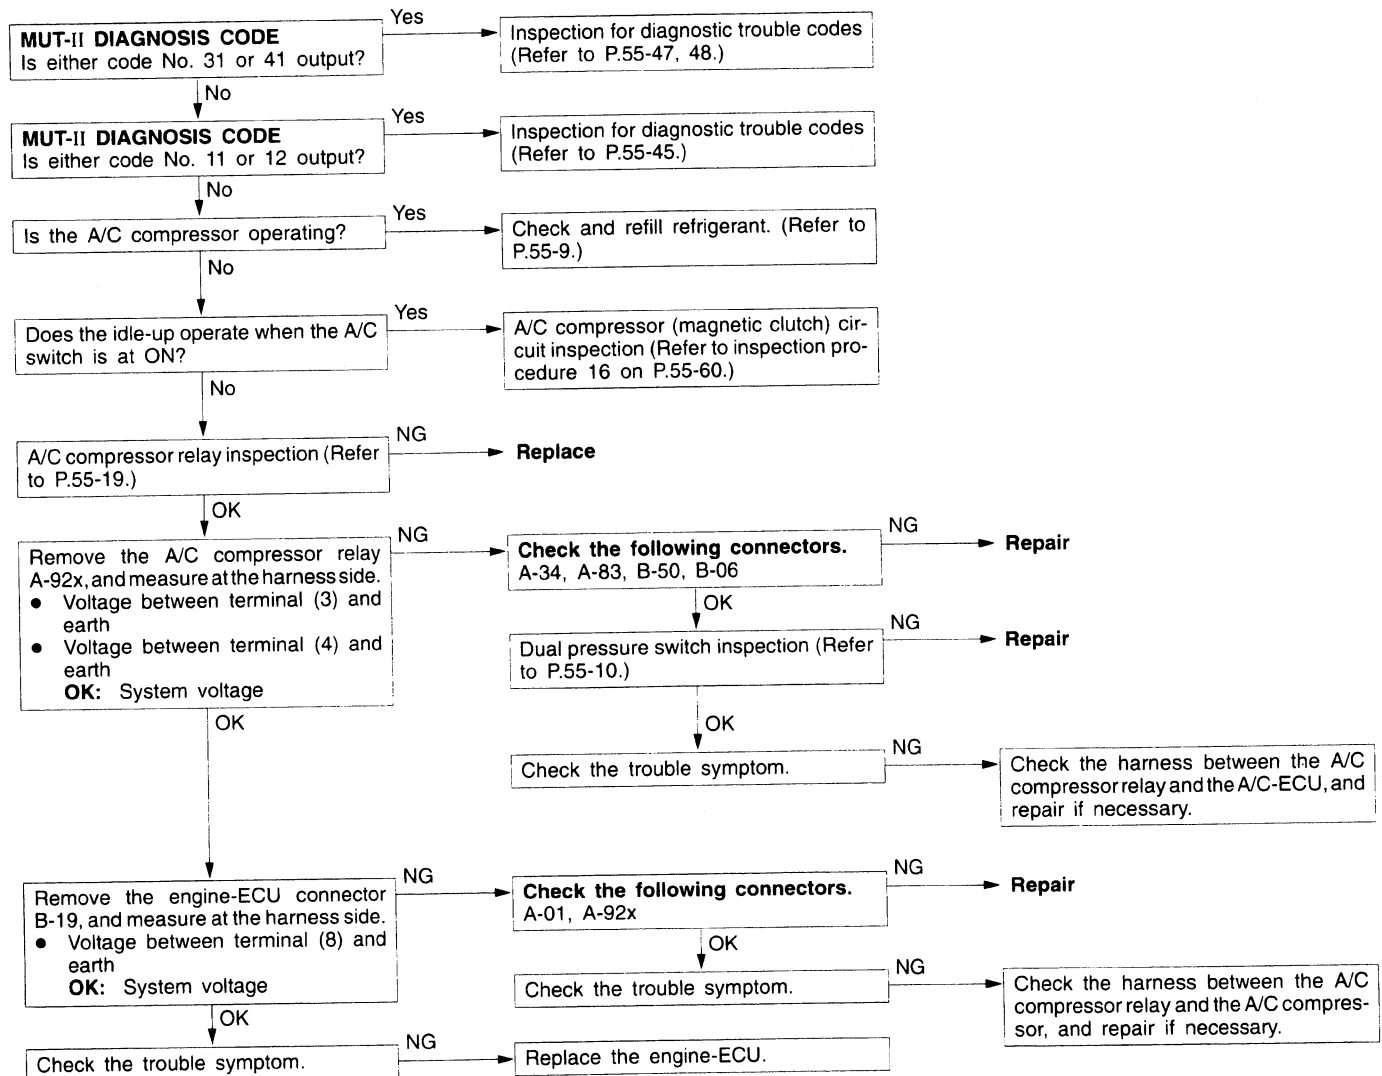 MUT-II DIAGNOSIS CODE
Is either code No. 31 or 41 output?
Yes
Inspection for diagnostic trouble codes
(Refer to P.55-47, 48.)
No
MUT-II DIAGNOSIS CODE
Is either code No. 11 or 12 output?
Yes
Inspection for diagnostic trouble codes
(Refer to P.55-45.)
No
Is the A/C compressor operating?
Yes
Check and refill refrigerant. (Refer to
P.55-9.)
No
Does the idle-up operate when the A/C
switch is at ON?
Yes
A/C compressor (magnetic clutch) cir-
cuit inspection (Refer to inspection pro-
cedure 16 on P.55-60.)
No
A/C compressor relay inspection (Refer
to P.55-19.)
NG
Replace
OK
Remove the A/C compressor relay
A-92x, and measure at the harness side.
● Voltage between terminal (3) and
earth
● Voltage between terminal (4) and
earth
OK: System voltage
NG
Check the following connectors.
A-34, A-83, B-50, B-06
NG
Repair
OK
Dual pressure switch inspection (Refer
to P.55-10.)
NG
Repair
OK
Check the trouble symptom.
NG
Check the harness between the A/C
compressor relay and the A/C-ECU, and
repair if necessary.
OK
Remove the engine-ECU connector
B-19, and measure at the harness side.
● Voltage between terminal (8) and
earth
OK: System voltage
NG
Check the following connectors.
A-01, A-92x
NG
Repair
OK
Check the trouble symptom.
NG
Check the harness between the A/C
compressor relay and the A/C compres-
sor, and repair if necessary.
OK
Check the trouble symptom.
NG
Replace the engine-ECU.